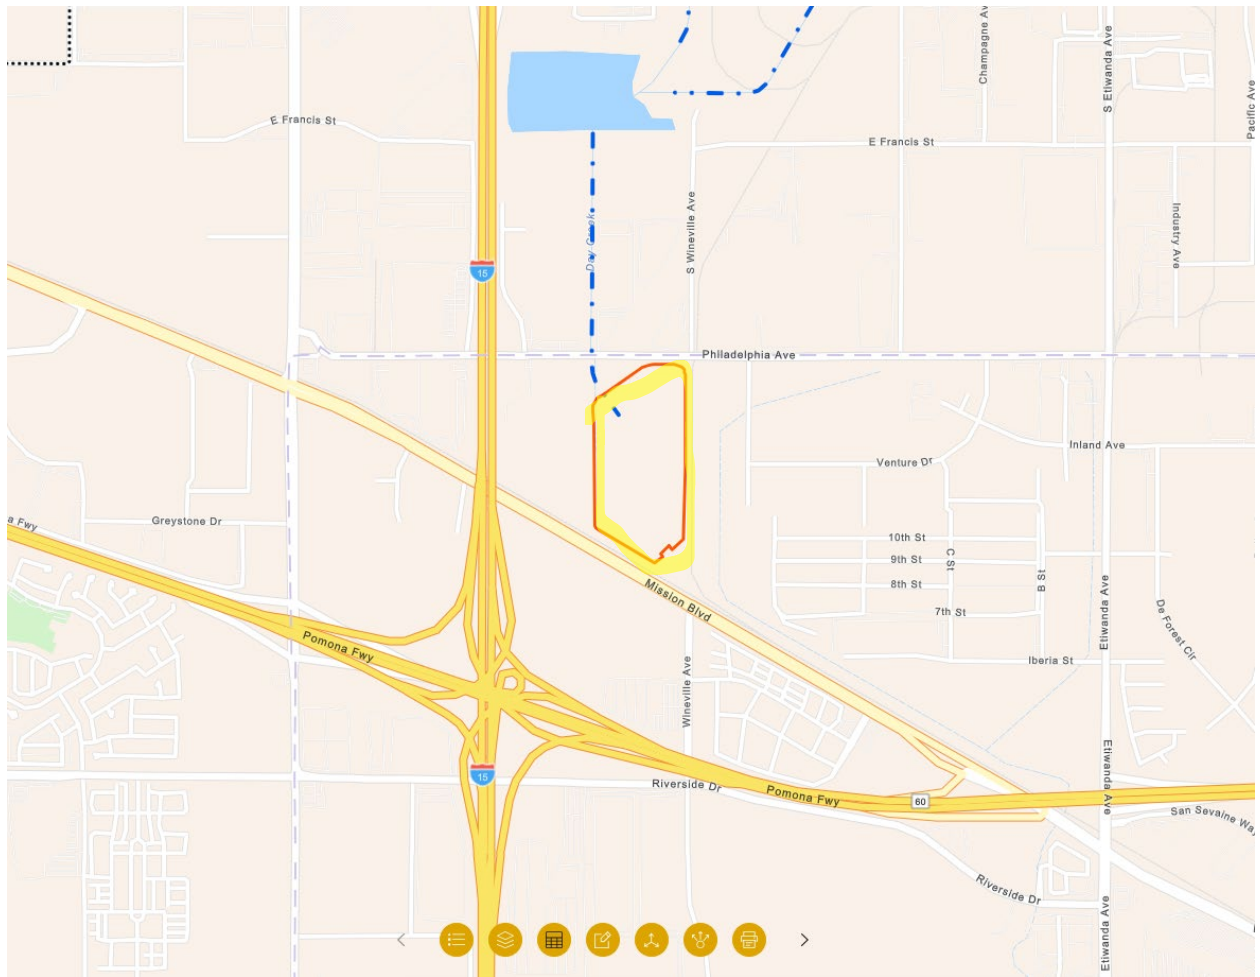 Champagne Av
S Etiwanda Ave
Pacific Ave
E Francis St
E Francis St
Industry Ave
S Wineville Ave
Day Creek
15
Philadelphia Ave
Inland Ave
Venture Dr
Greystone Dr
a Fwy
10th St
9th St
C St
8th St
B St
7th St
Mission Blvd
Etiwanda Ave
De Forest Cir
Pomona Fwy
Iberia St
Wineville Ave
15
Riverside Dr
Pomona Fwy
60
Etiwanda Ave
San Sevaine Way
Riverside Dr
Etiwanda Ave